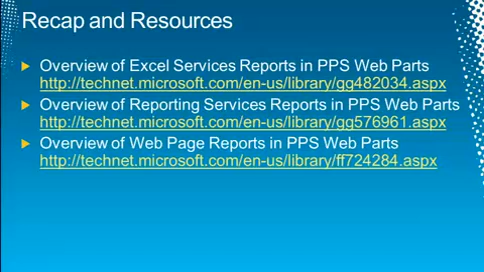 Recap and Resources
Overview of Excel Services Reports in PPS Web Parts
http://technet.microsoft.com/en-us/library/gg482034.aspx
Overview of Reporting Services Reports in PPS Web Parts
http://technet.microsoft.com/en-us/library/gg576961.aspx
Overview of Web Page Reports in PPS Web Parts
http://technet.microsoft.com/en-us/library/ff724284.aspx